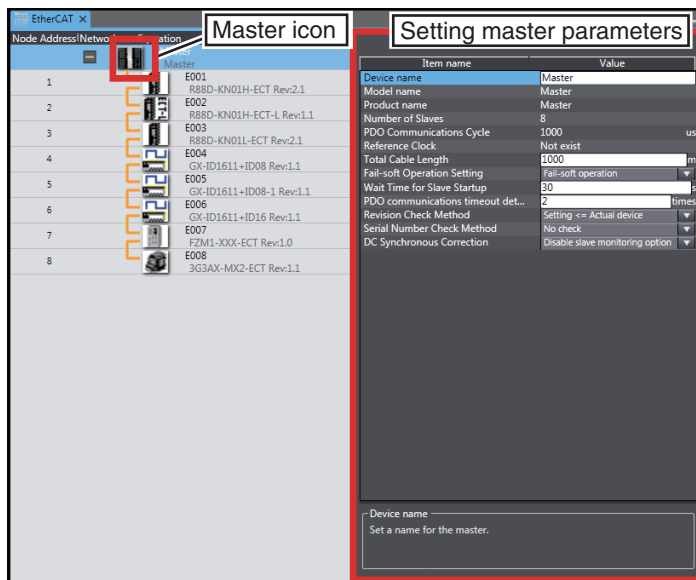 EtherCAT ×
Master icon
Setting master parameters
Node Address
Master
Item name Value
Device name Master
Model name Master
Product name Master
Number of Slaves 8
PDO Communications Cycle 1000 us
Reference Clock Not exist
Total Cable Length 1000 m
Fail-soft Operation Setting Fail-soft operation
Wait Time for Slave Startup 30 s
PDO communications timeout det... 2 times
Revision Check Method Setting <= Actual device
Serial Number Check Method No check
DC Synchronous Correction Disable slave monitoring option
1 E001
R88D-KN01H-ECT Rev:2.1
2 E002
R88D-KN01H-ECT-L Rev:1.1
3 E003
R88D-KN01L-ECT Rev:2.1
4 E004
GX-ID1611+ID08 Rev:1.1
5 E005
GX-ID1611+ID08-1 Rev:1.1
6 E006
GX-ID1611+ID16 Rev:1.1
7 E007
FZM1-XXX-ECT Rev:1.0
8 E008
3G3AX-MX2-ECT Rev:1.1
Device name
Set a name for the master.